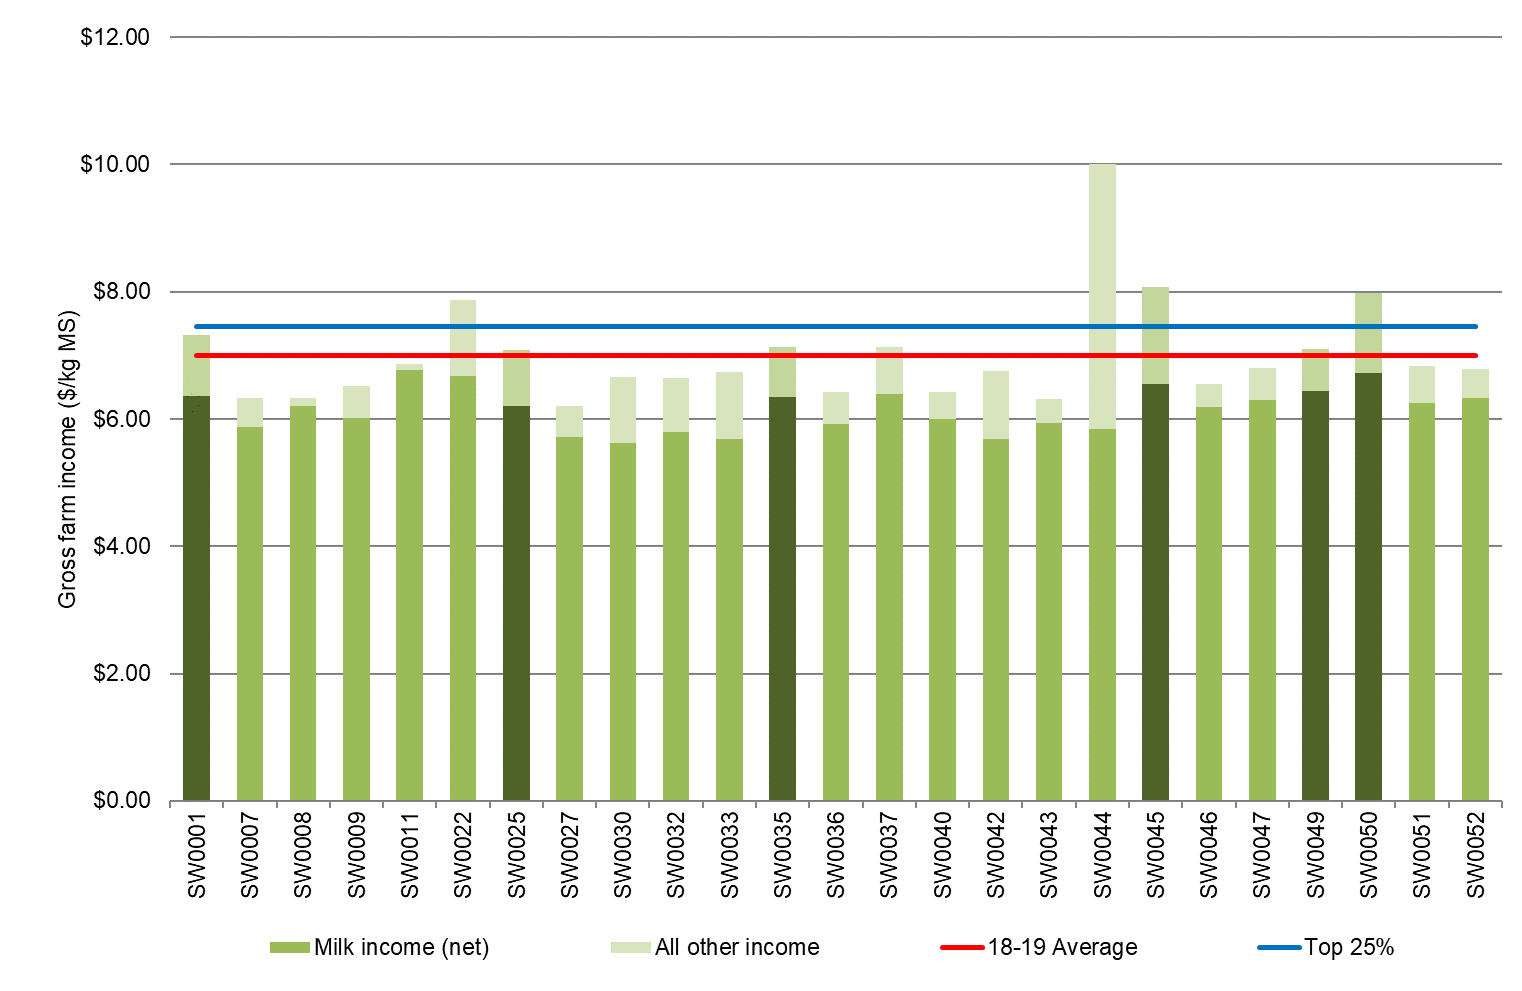 $12.00
$10.00
$8.00
$6.00
$4.00
$2.00
$0.00
Gross farm income ($/kg MS)
SW0001
SW0007
SW0008
SW0009
SW0011
SW0022
SW0025
SW0027
SW0030
SW0032
SW0033
SW0035
SW0036
SW0037
SW0040
SW0042
SW0043
SW0044
SW0045
SW0046
SW0047
SW0049
SW0050
SW0051
SW0052
Milk income (net) All other income 18-19 Average Top 25%